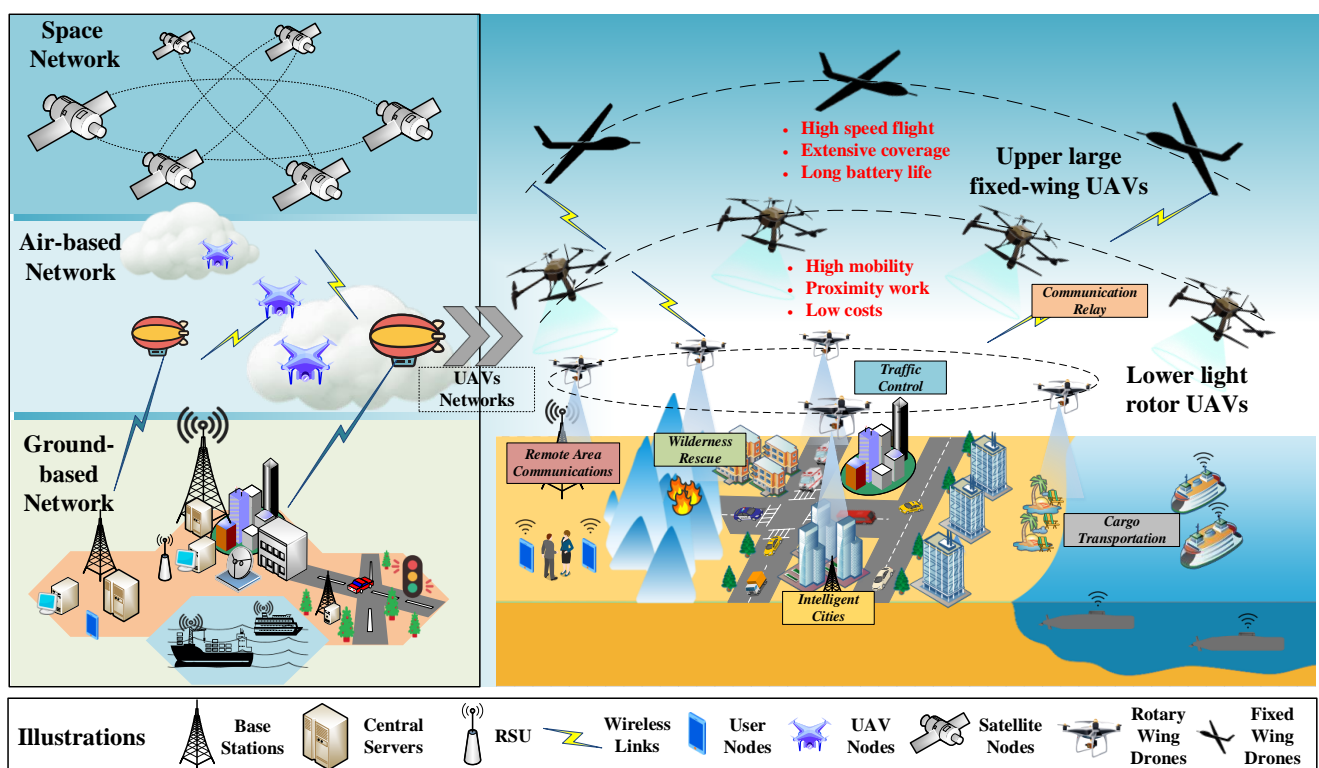 Space
Network
Air-based
Network
Ground-
based
Network
UAVs
Networks
• High speed flight
• Extensive coverage
• Long battery life
Upper large
fixed-wing UAVs
• High mobility
• Proximity work
• Low costs
Communication
Relay
Lower light
rotor UAVs
Traffic
Control
Remote Area
Communications
Wilderness
Rescue
Cargo
Transportation
Intelligent
Cities
Illustrations
Base
Stations
Central
Servers
RSU
Wireless
Links
User
Nodes
UAV
Nodes
Satellite
Nodes
Rotary
Wing
Drones
Fixed
Wing
Drones